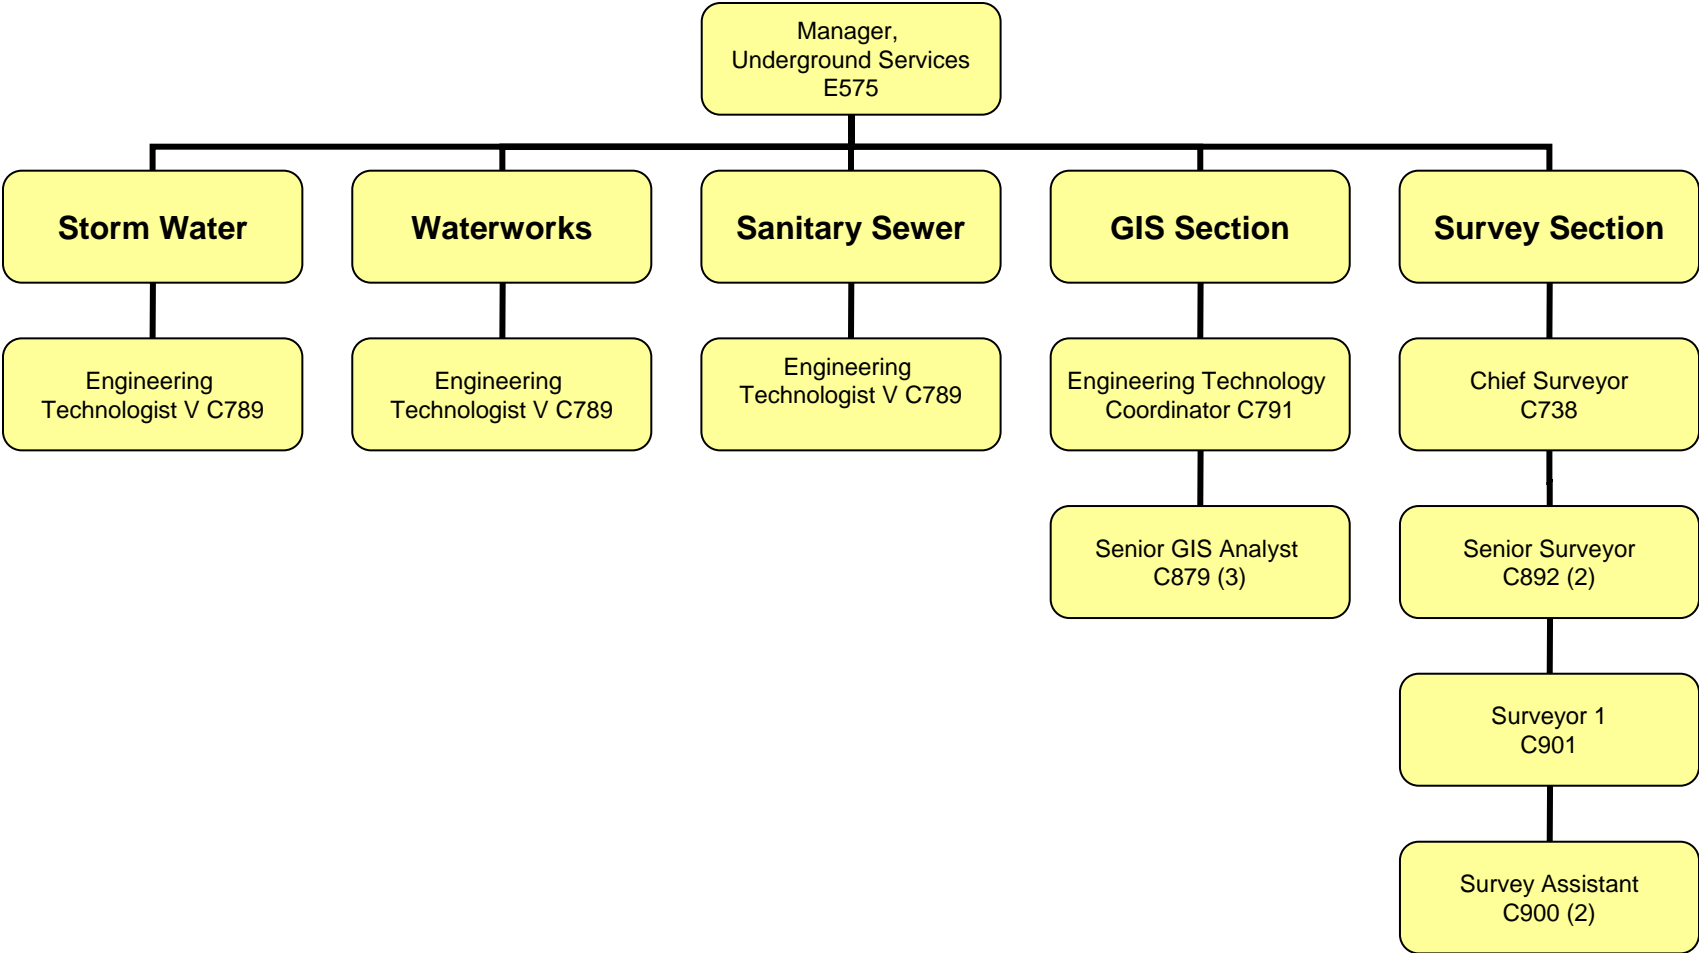 Manager,
Underground Services
E575
Storm Water
Waterworks
Sanitary Sewer
GIS Section
Survey Section
Engineering
Technologist V C789
Engineering
Technologist V C789
Engineering
Technologist V C789
Engineering Technology
Coordinator C791
Chief Surveyor
C738
Senior GIS Analyst
C879 (3)
Senior Surveyor
C892 (2)
Surveyor 1
C901
Survey Assistant
C900 (2)